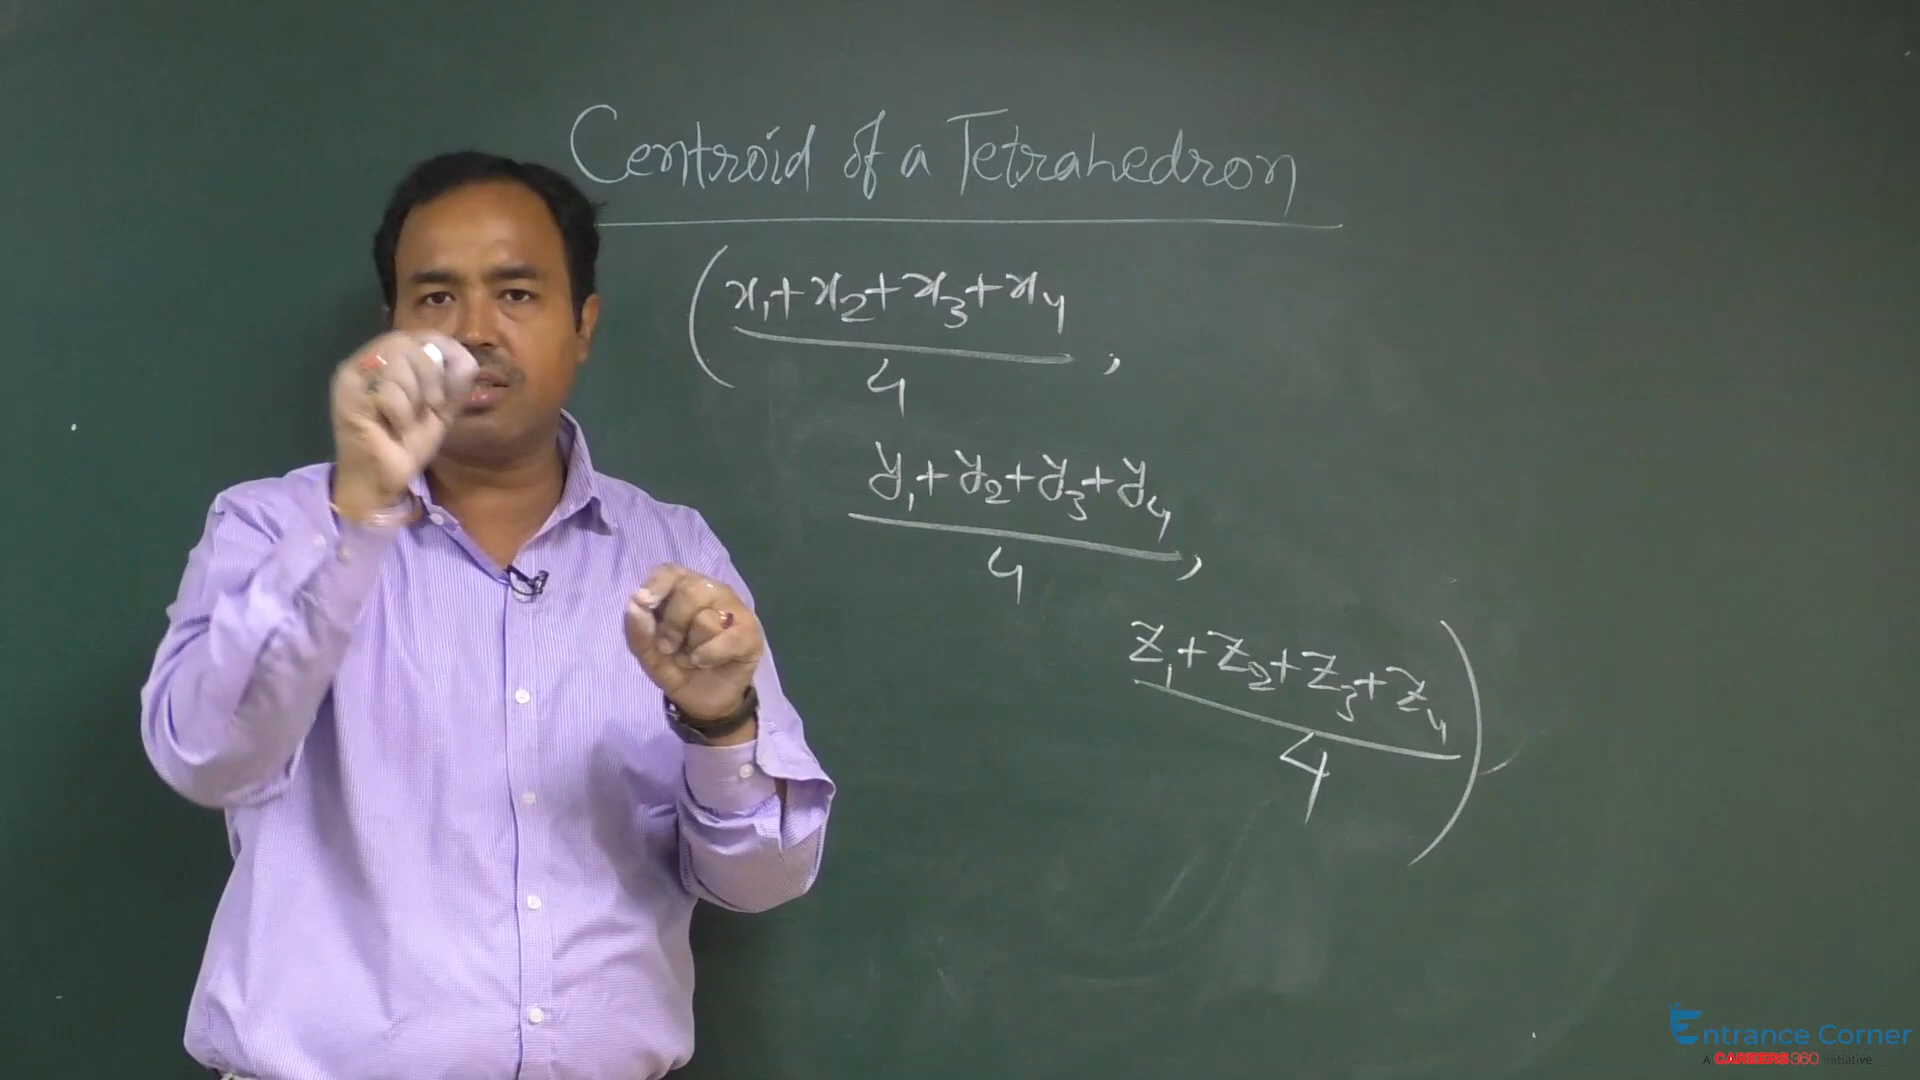 Centroid of a Tetrahedron
(x₁+x₂+x₃+x₄
4 ,
y₁+y₂+y₃+y₄
4 ,
z₁+z₂+z₃+z₄)
4
Entrance Corner
A CAREERS360 Initiative